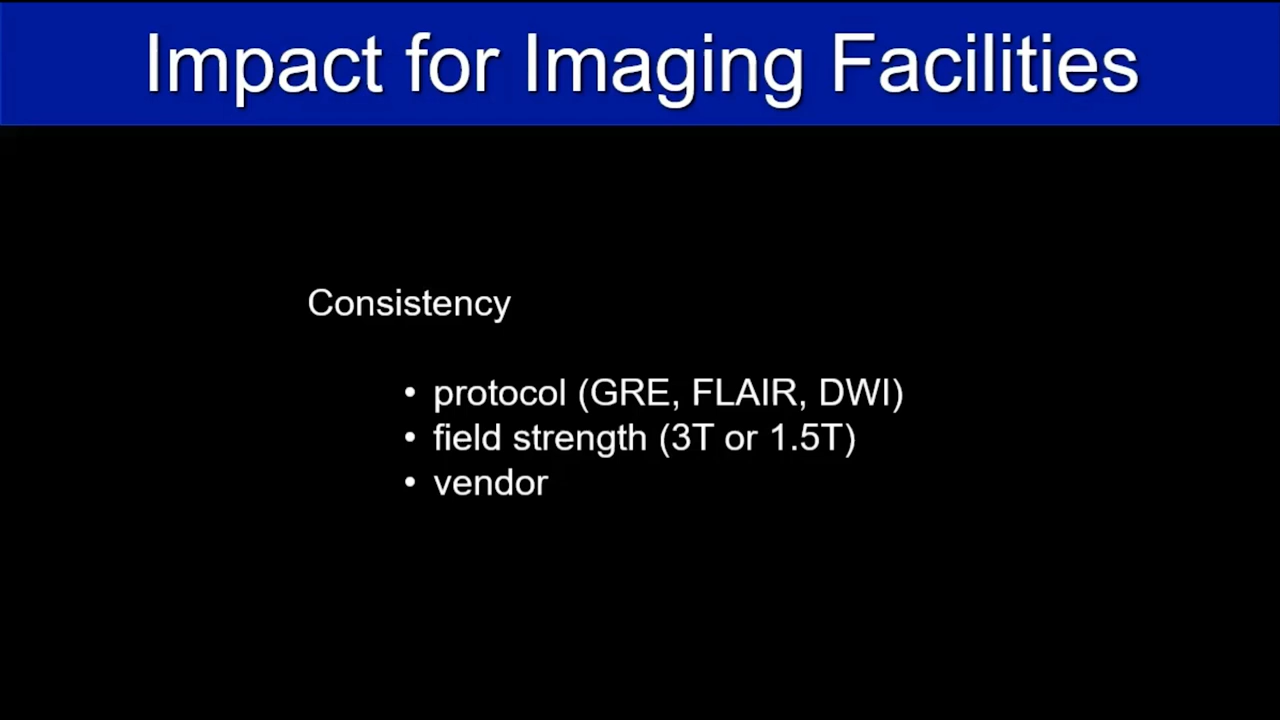 Impact for Imaging Facilities
Consistency
• protocol (GRE, FLAIR, DWI)
• field strength (3T or 1.5T)
• vendor